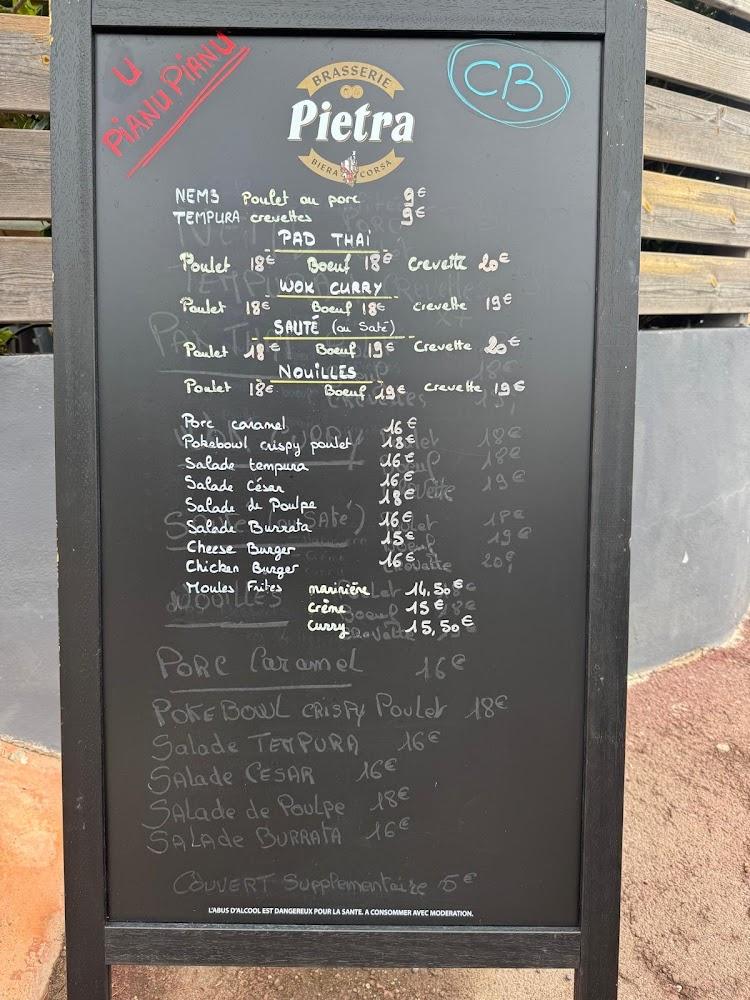 U
PIANU PIANU
CB
BRASSERIE
Pietra
BIERA CORSA
NEMS Poulet ou porc 9€
TEMPURA crevettes 9€
PAD THAÏ
Poulet 18€ Boeuf 18€ Crevette 20€
WOK CURRY
Poulet 18€ Boeuf 18€ crevette 19€
SAUTÉ (au Saté)
Poulet 18€ Boeuf 19€ Crevette 20€
NOUILLES
Poulet 18€ Boeuf 19€ Crevette 19€
Porc caramel 16€
Pokebowl crispy poulet 18€
Salade tempura 16€
Salade César 16€
Salade de Poulpe 18€
Salade Burrata 16€
Cheese Burger 15€
Chicken Burger 16€
Moules Frites marinière 14,50€
crème 15€
curry 15,50€
PORC Caramel 16€
POKEBOWL CRISPY Poulet 18€
Salade TEMPURA 16€
SALade CESAR 16€
SALade de Poulpe 18€
SALADe BURRATA 16€
COUVERT Supplementaire 5€
L'ABUS D'ALCOOL EST DANGEREUX POUR LA SANTE. A CONSOMMER AVEC MODERATION.